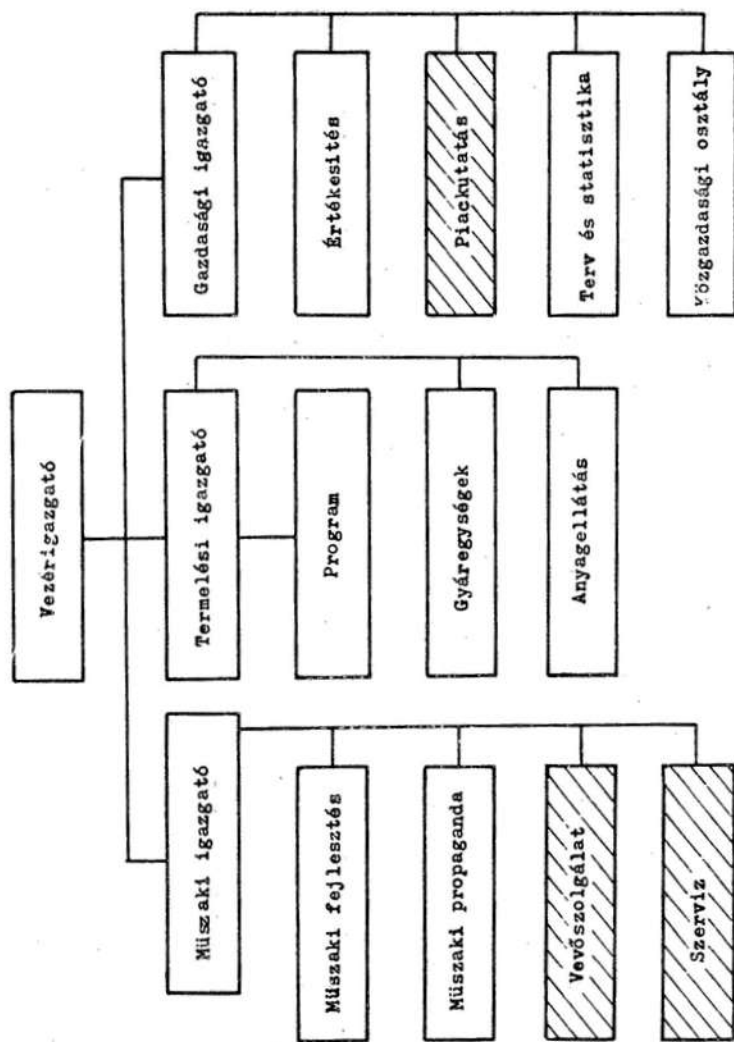 Vezérigazgató
Müszaki igazgató
Termelési igazgató
Gazdasági igazgató
Müszaki fejlesztés
Müszaki propaganda
Vevőszolgálat
Szerviz
Program
Gyáregységek
Anyagellátás
Értékesités
Piackutatás
Terv és statisztika
Közgazdasági osztály